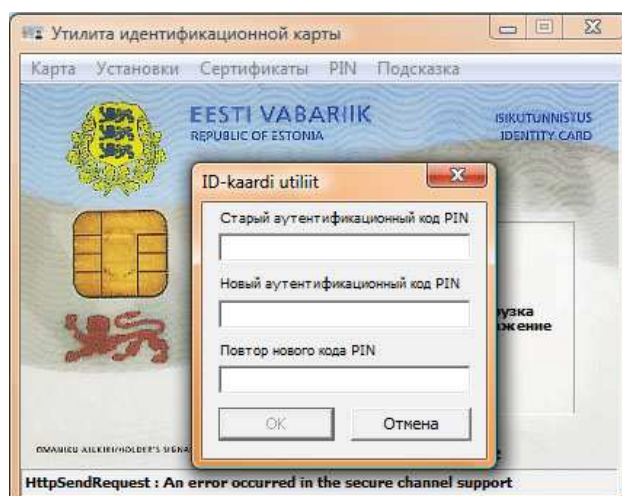 Утилита идентификационной карты
Карта Установки Сертификаты PIN Подсказка
EESTI VABARIIK
REPUBLIC OF ESTONIA
ISIKUTUNNISTUS
IDENTITY CARD
ID-kaardi utiliit
Старый аутентификационный код PIN
Новый аутентификационный код PIN
Повтор нового кода PIN
OK Отмена
HttpSendRequest : An error occurred in the secure channel support